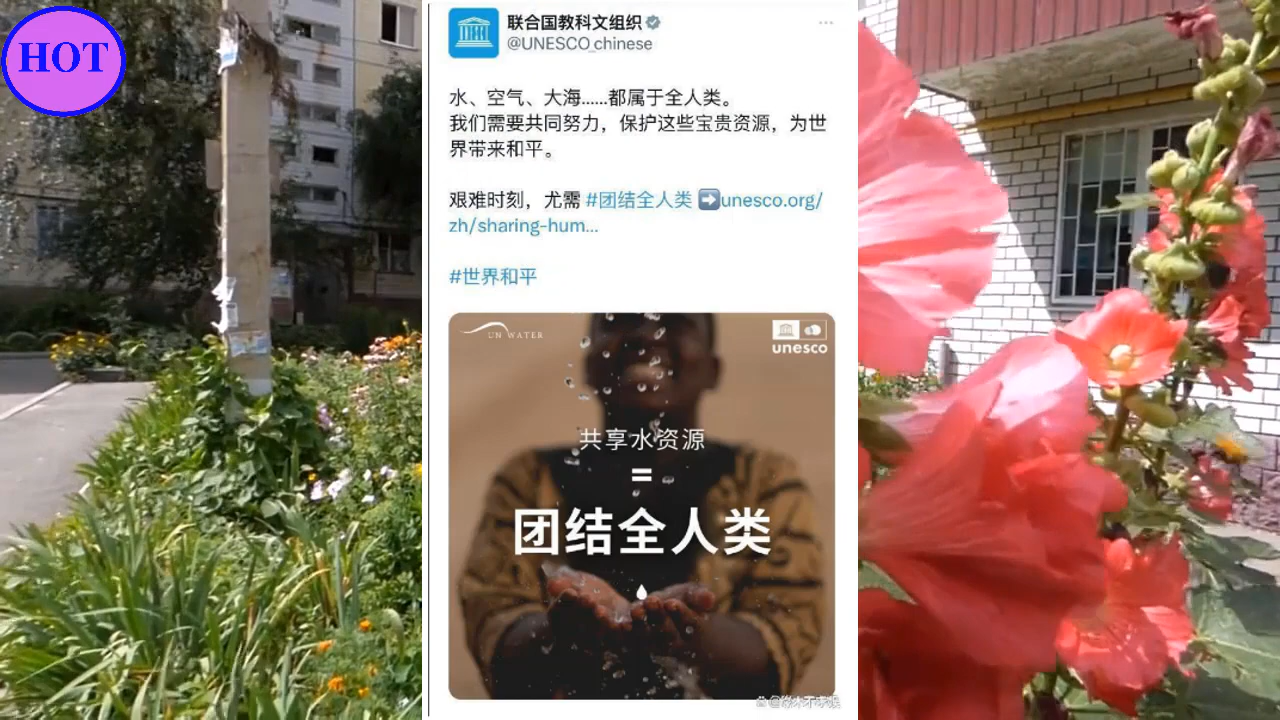 HOT
联合国教科文组织
@UNESCO_chinese
水、空气、大海......都属于全人类。
我们需要共同努力，保护这些宝贵资源，为世
界带来和平。
艰难时刻，尤需 #团结全人类 ➡️unesco.org/
zh/sharing-hum...
#世界和平
UN WATER
unesco
共享水资源
=
团结全人类